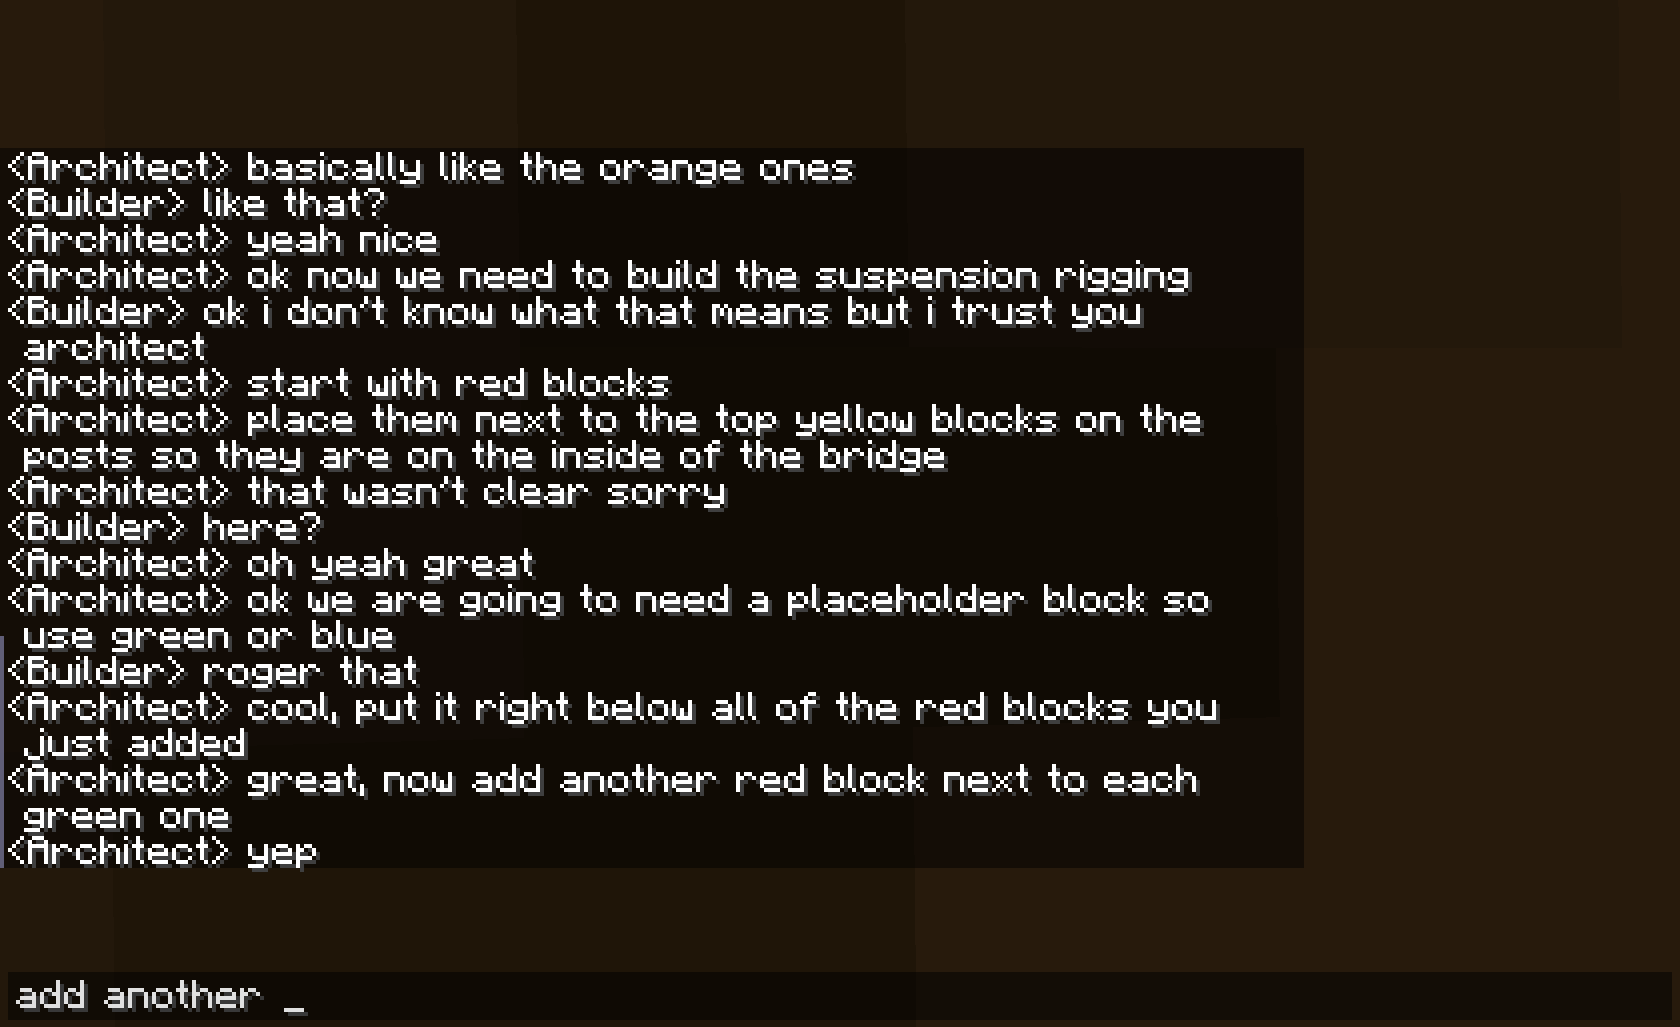 <Architect> basically like the orange ones
<Builder> like that?
<Architect> yeah nice
<Architect> ok now we need to build the suspension rigging
<Builder> ok i don't know what that means but i trust you
architect
<Architect> start with red blocks
<Architect> place them next to the top yellow blocks on the
posts so they are on the inside of the bridge
<Architect> that wasn't clear sorry
<Builder> here?
<Architect> oh yeah great
<Architect> ok we are going to need a placeholder block so
use green or blue
<Builder> roger that
<Architect> cool, put it right below all of the red blocks you
just added
<Architect> great, now add another red block next to each
green one
<Architect> yep
add another _